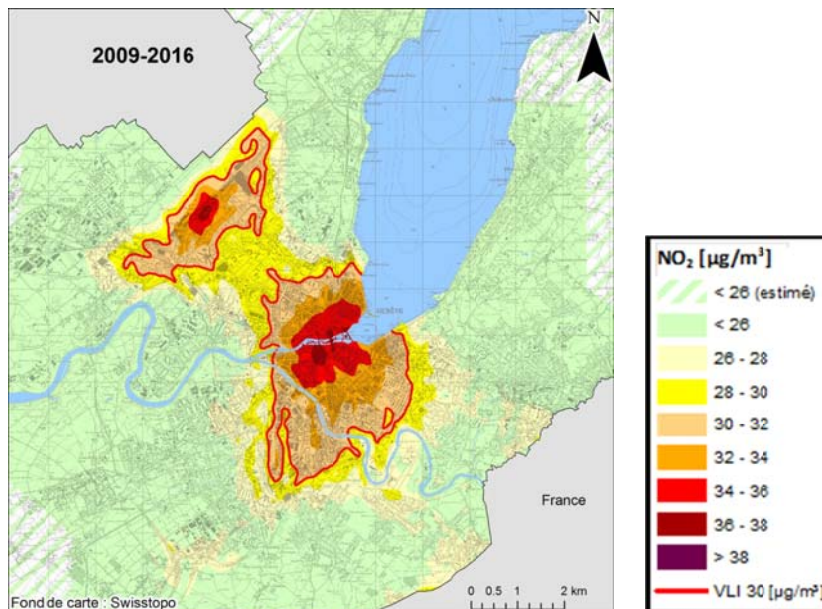 2009-2016
N
GENÈVE
France
0 0.5 1 2 km
Fond de carte : Swisstopo
NO₂ [µg/m³]
< 26 (estimé)
< 26
26 - 28
28 - 30
30 - 32
32 - 34
34 - 36
36 - 38
> 38
VLI 30 [µg/m³]